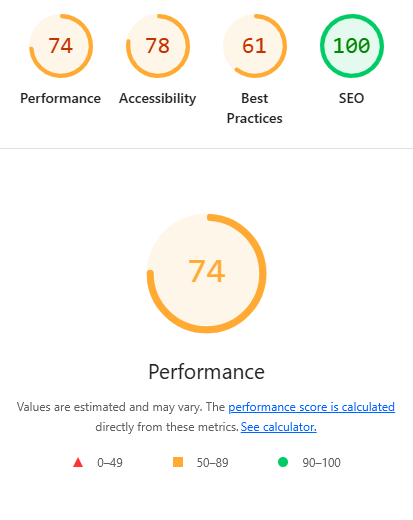 74 78 61 100
Performance Accessibility Best Practices SEO
74
Performance
Values are estimated and may vary. The performance score is calculated
directly from these metrics. See calculator.
0–49 50–89 90–100